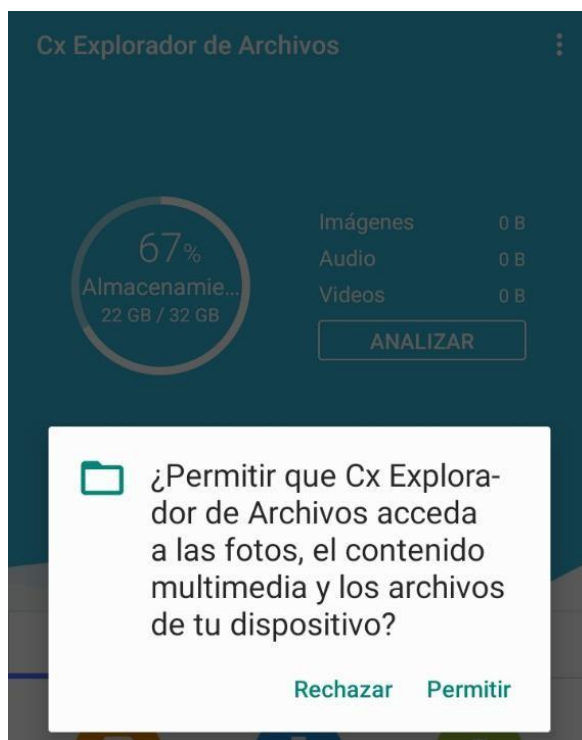 Cx Explorador de Archivos
67%
Almacenamie...
22 GB / 32 GB
Imágenes 0 B
Audio 0 B
Videos 0 B
ANALIZAR
¿Permitir que Cx Explora-
dor de Archivos acceda
a las fotos, el contenido
multimedia y los archivos
de tu dispositivo?
Rechazar Permitir